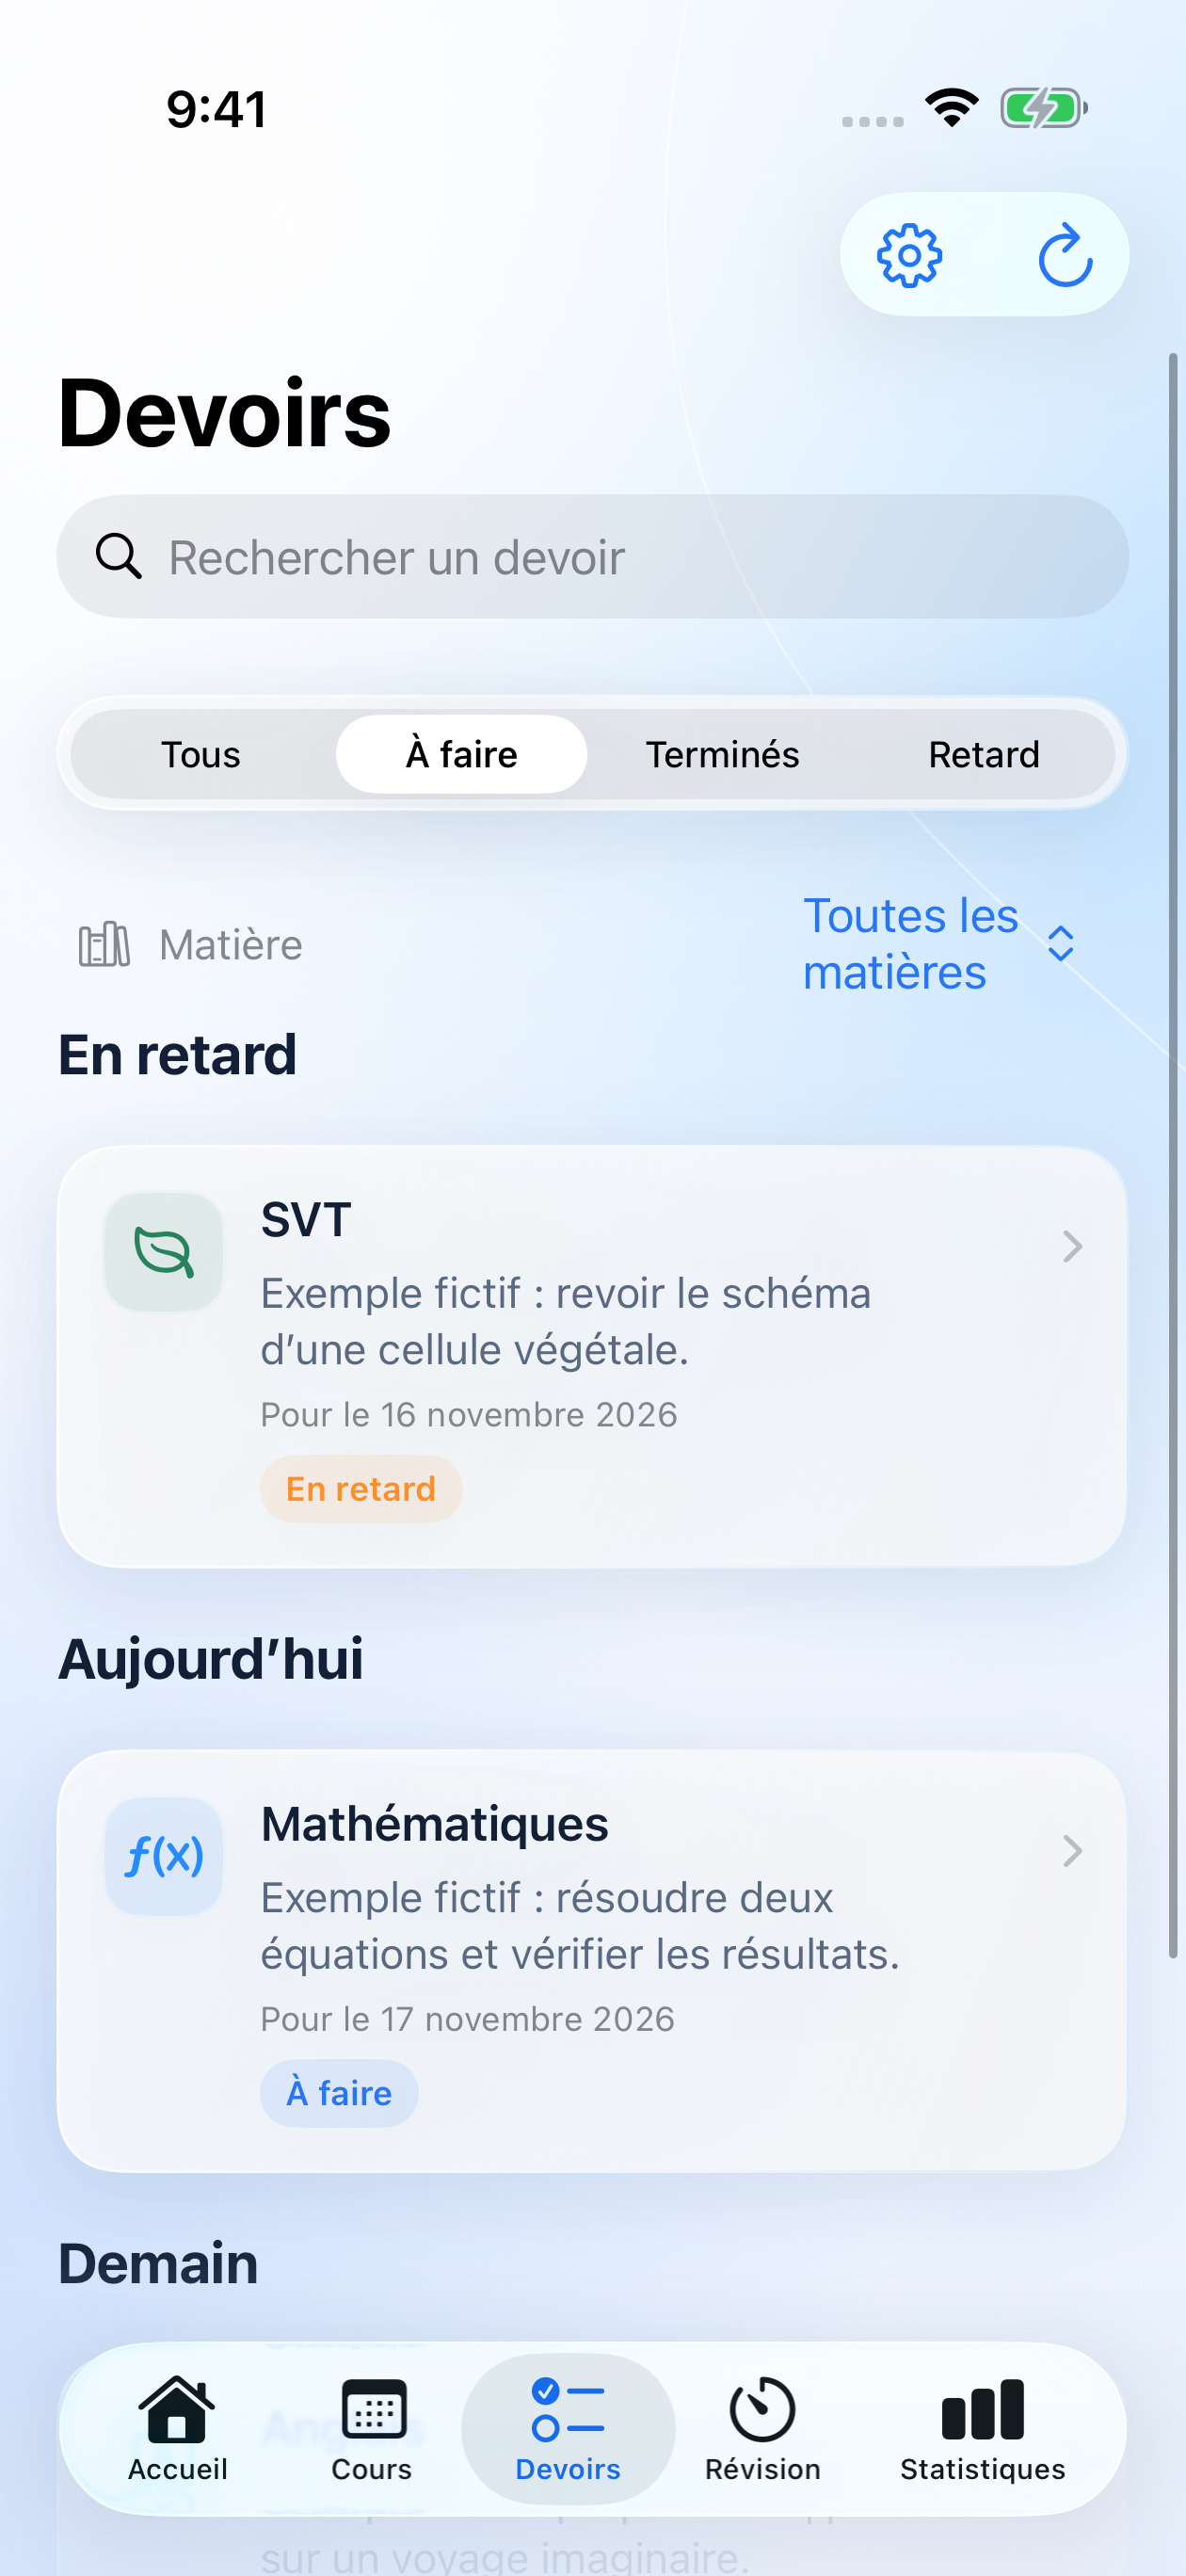 9:41
Devoirs
Rechercher un devoir
Tous
À faire
Terminés
Retard
Matière
Toutes les
matières
En retard
SVT
Exemple fictif : revoir le schéma
d’une cellule végétale.
Pour le 16 novembre 2026
En retard
Aujourd’hui
f(x)
Mathématiques
Exemple fictif : résoudre deux
équations et vérifier les résultats.
Pour le 17 novembre 2026
À faire
Demain
Anglais
Accueil
Cours
Devoirs
Révision
Statistiques
sur un voyage imaginaire.